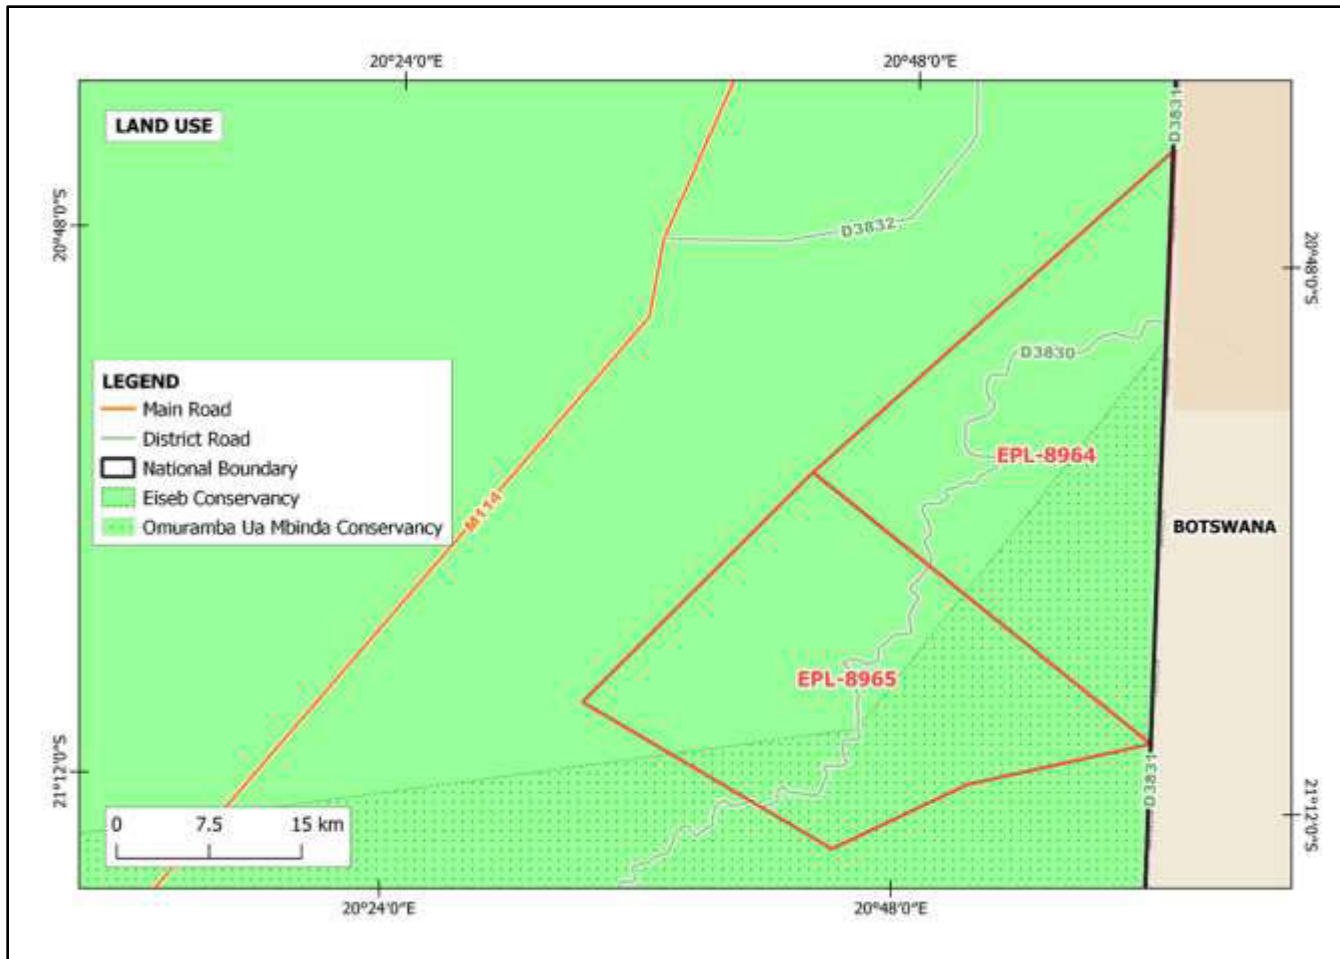 20°24'0"E
20°48'0"E
LAND USE
D3831
20°48'0"S
D3832
20°48'0"S
D3830
LEGEND
Main Road
District Road
National Boundary
Eiseb Conservancy
Omuramba Ua Mbinda Conservancy
M114
EPL-8964
BOTSWANA
EPL-8965
21°12'0"S
D3831
21°12'0"S
0 7.5 15 km
20°24'0"E
20°48'0"E